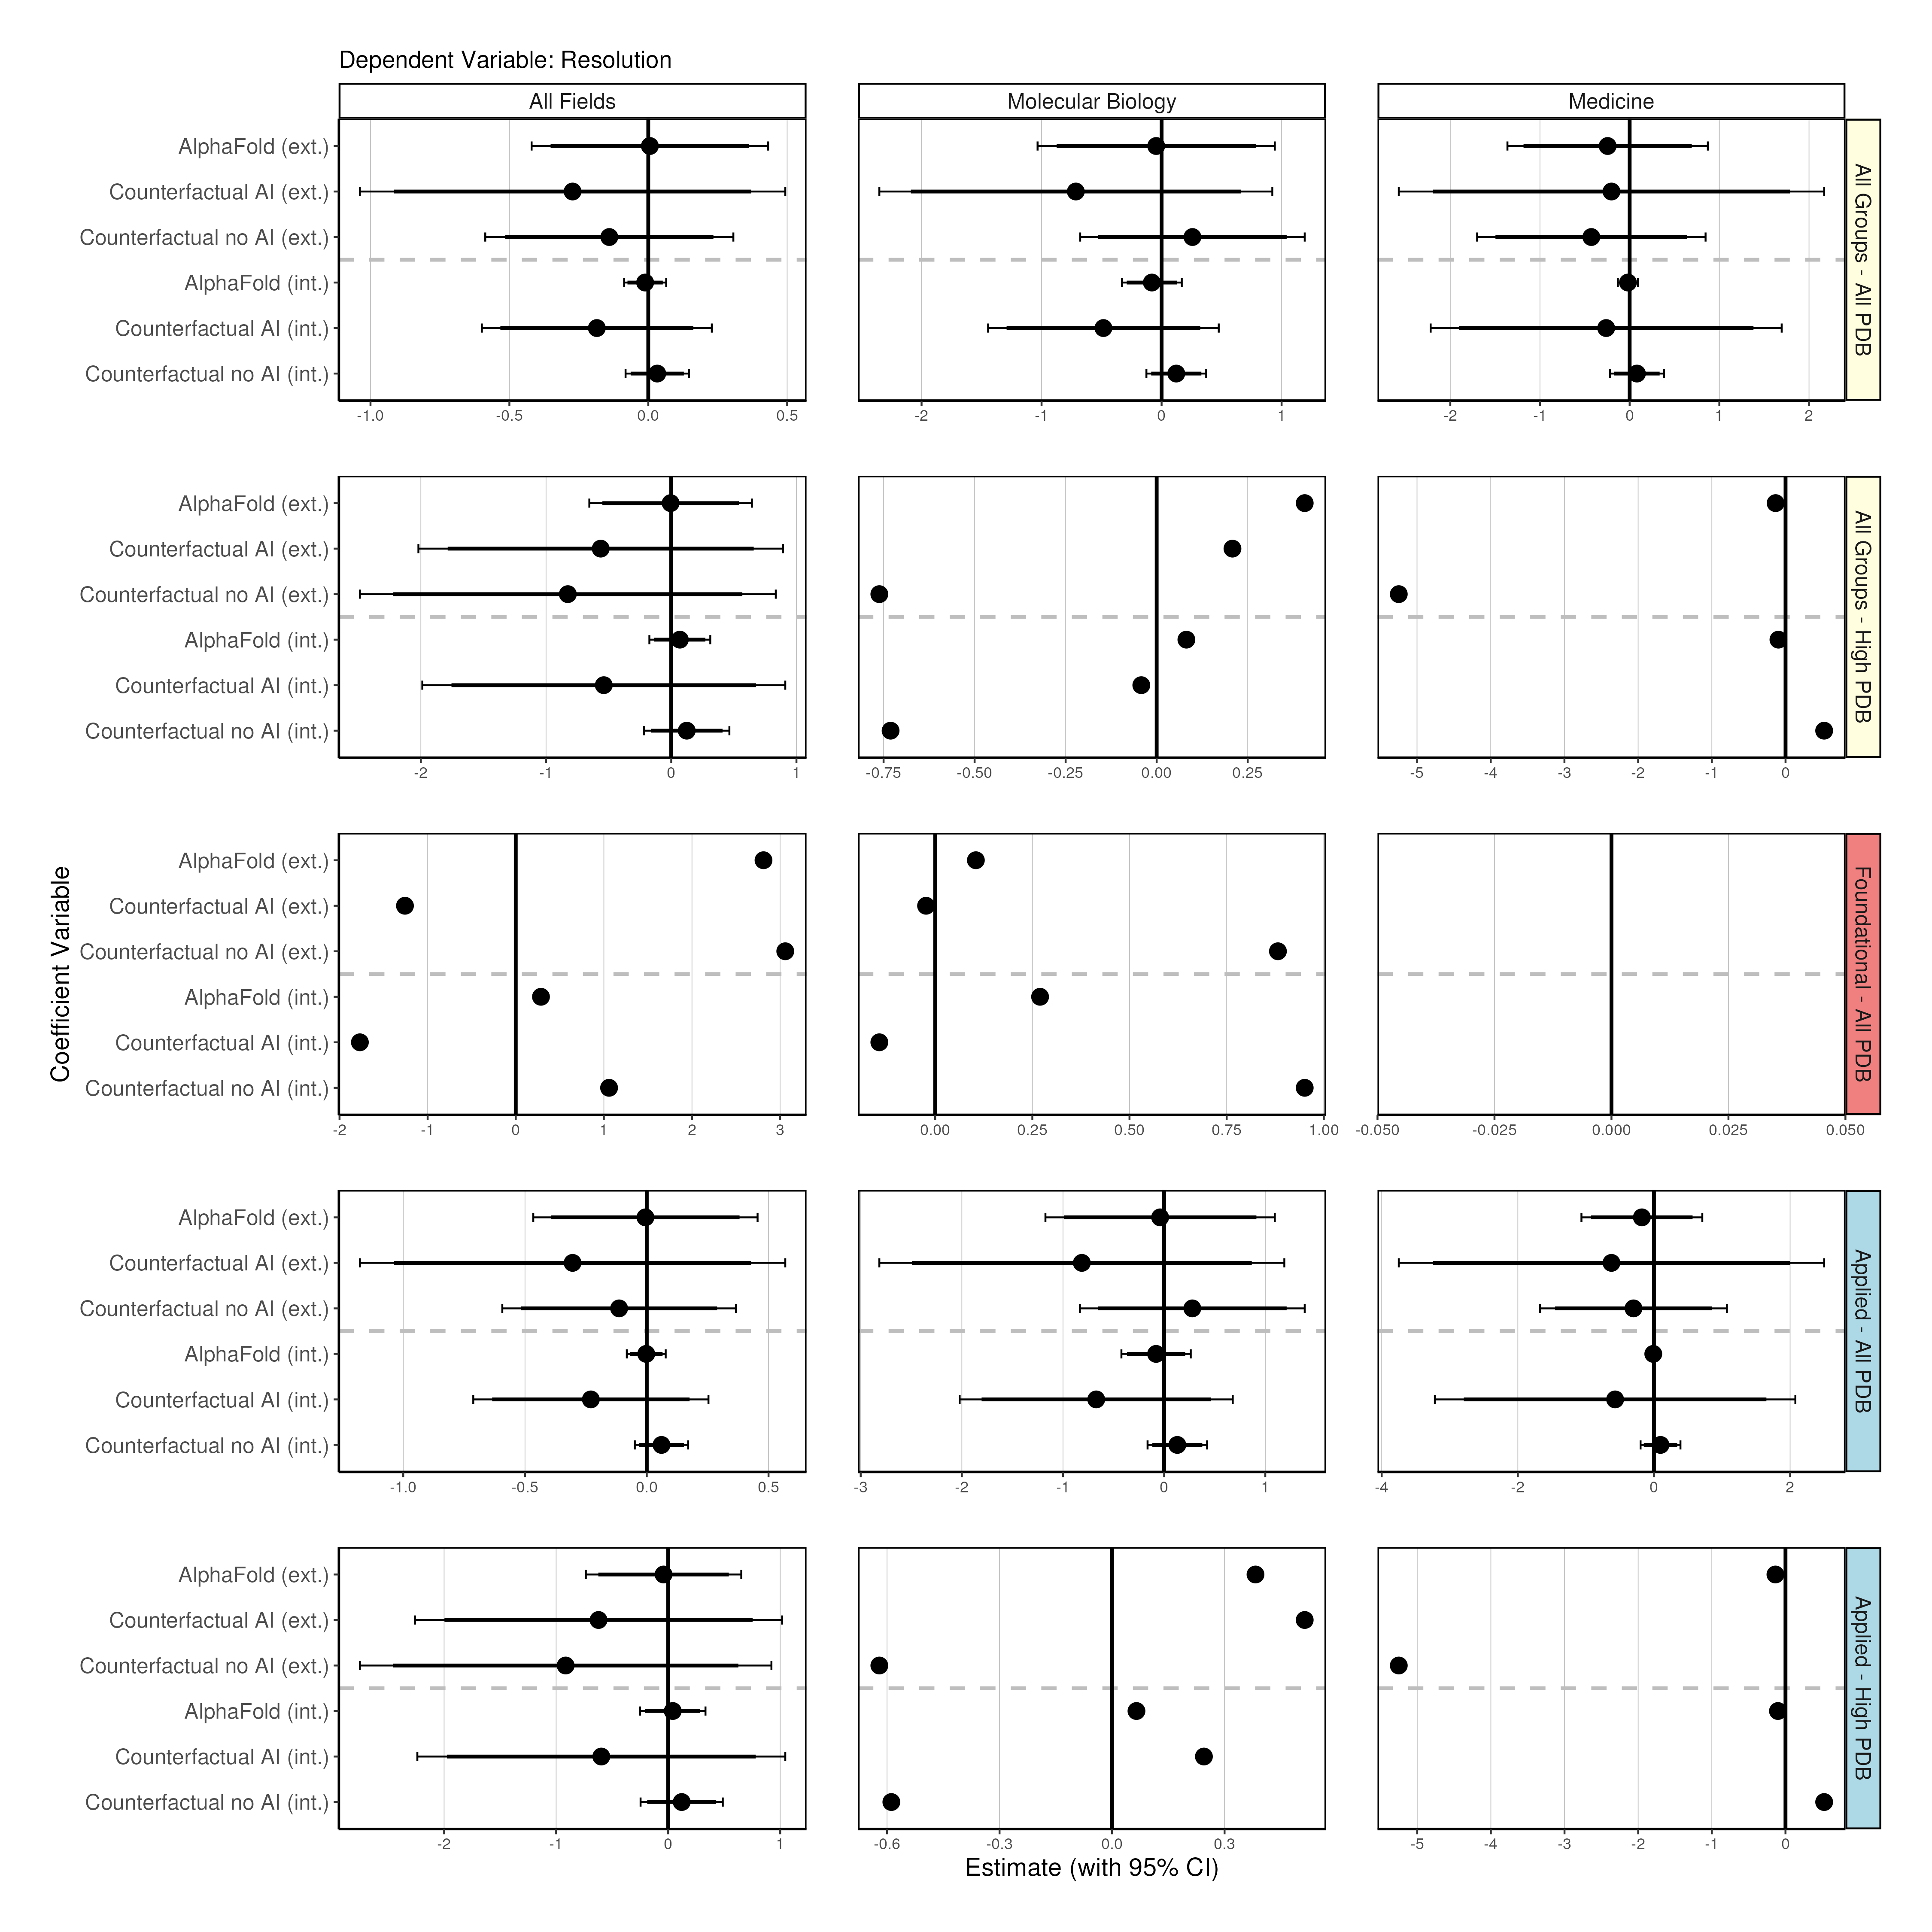 Dependent Variable: Resolution
All Fields
Molecular Biology
Medicine
AlphaFold (ext.)
Counterfactual AI (ext.)
Counterfactual no AI (ext.)
AlphaFold (int.)
Counterfactual AI (int.)
Counterfactual no AI (int.)
All Groups - All PDB
-1.0 -0.5 0.0 0.5
-2 -1 0 1
-2 -1 0 1 2
AlphaFold (ext.)
Counterfactual AI (ext.)
Counterfactual no AI (ext.)
AlphaFold (int.)
Counterfactual AI (int.)
Counterfactual no AI (int.)
All Groups - High PDB
-2 -1 0 1
-0.75 -0.50 -0.25 0.00 0.25
-5 -4 -3 -2 -1 0
Coefficient Variable
AlphaFold (ext.)
Counterfactual AI (ext.)
Counterfactual no AI (ext.)
AlphaFold (int.)
Counterfactual AI (int.)
Counterfactual no AI (int.)
Foundational - All PDB
-2 -1 0 1 2 3
0.00 0.25 0.50 0.75 1.00
-0.050 -0.025 0.000 0.025 0.050
AlphaFold (ext.)
Counterfactual AI (ext.)
Counterfactual no AI (ext.)
AlphaFold (int.)
Counterfactual AI (int.)
Counterfactual no AI (int.)
Applied - All PDB
-1.0 -0.5 0.0 0.5
-3 -2 -1 0 1
-4 -2 0 2
AlphaFold (ext.)
Counterfactual AI (ext.)
Counterfactual no AI (ext.)
AlphaFold (int.)
Counterfactual AI (int.)
Counterfactual no AI (int.)
Applied - High PDB
-2 -1 0 1
-0.6 -0.3 0.0 0.3
-5 -4 -3 -2 -1 0
Estimate (with 95% CI)